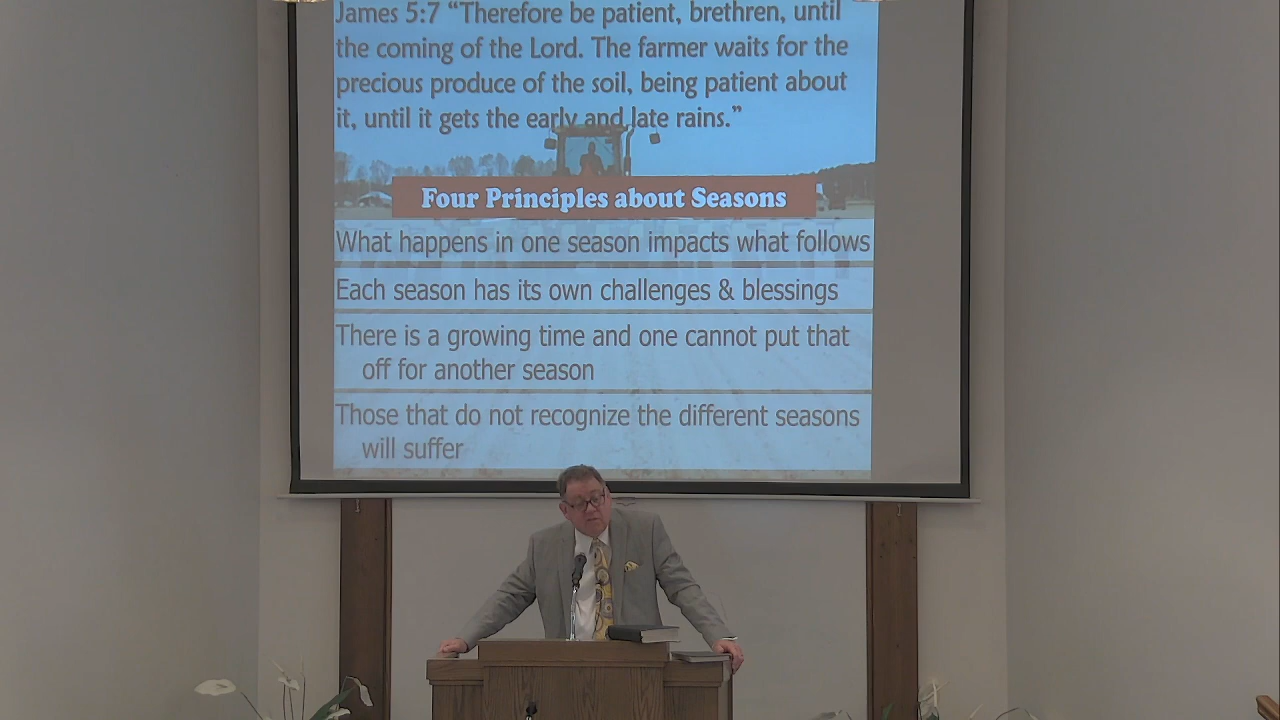 James 5:7 “Therefore be patient, brethren, until
the coming of the Lord. The farmer waits for the
precious produce of the soil, being patient about
it, until it gets the early and late rains.”
Four Principles about Seasons
What happens in one season impacts what follows
Each season has its own challenges & blessings
There is a growing time and one cannot put that
off for another season
Those that do not recognize the different seasons
will suffer